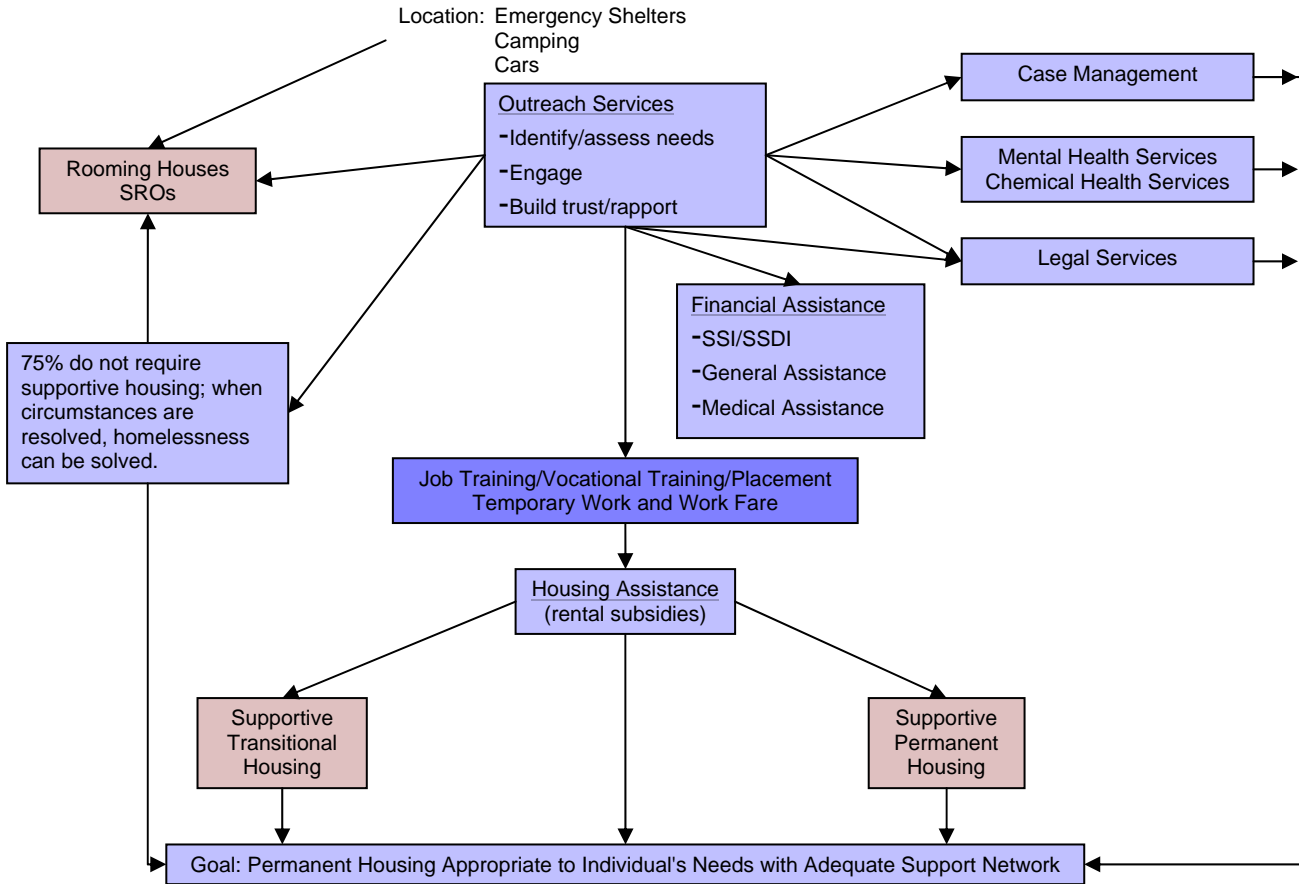 Location: Emergency Shelters
Camping
Cars
Outreach Services
-Identify/assess needs
-Engage
-Build trust/rapport
Case Management
Mental Health Services
Chemical Health Services
Legal Services
Rooming Houses
SROs
Financial Assistance
-SSI/SSDI
-General Assistance
-Medical Assistance
75% do not require
supportive housing; when
circumstances are
resolved, homelessness
can be solved.
Job Training/Vocational Training/Placement
Temporary Work and Work Fare
Housing Assistance
(rental subsidies)
Supportive
Transitional
Housing
Supportive
Permanent
Housing
Goal: Permanent Housing Appropriate to Individual's Needs with Adequate Support Network